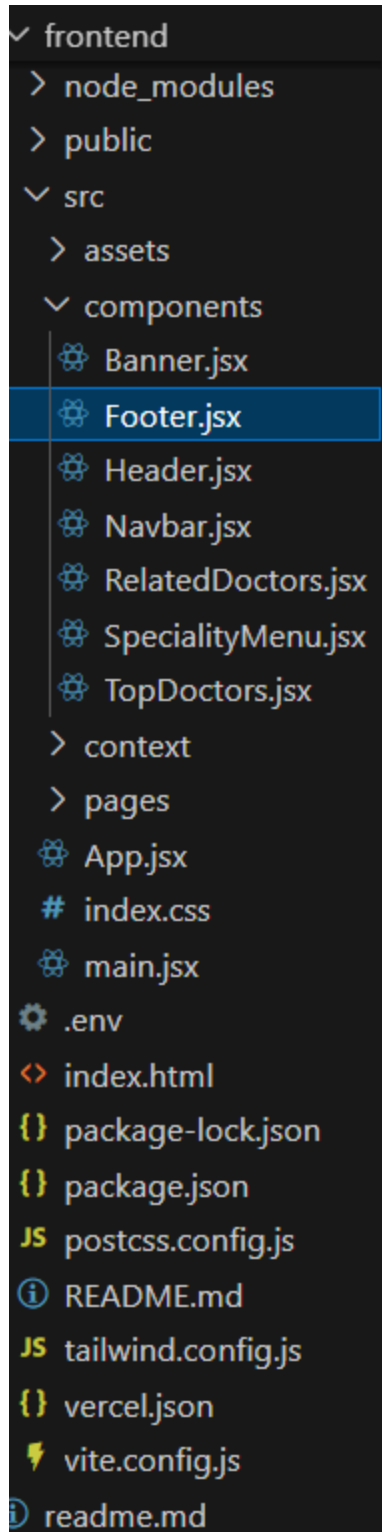 frontend
node_modules
public
src
assets
components
Banner.jsx
Footer.jsx
Header.jsx
Navbar.jsx
RelatedDoctors.jsx
SpecialityMenu.jsx
TopDoctors.jsx
context
pages
App.jsx
# index.css
main.jsx
.env
<> index.html
{} package-lock.json
{} package.json
JS postcss.config.js
README.md
JS tailwind.config.js
{} vercel.json
vite.config.js
readme.md